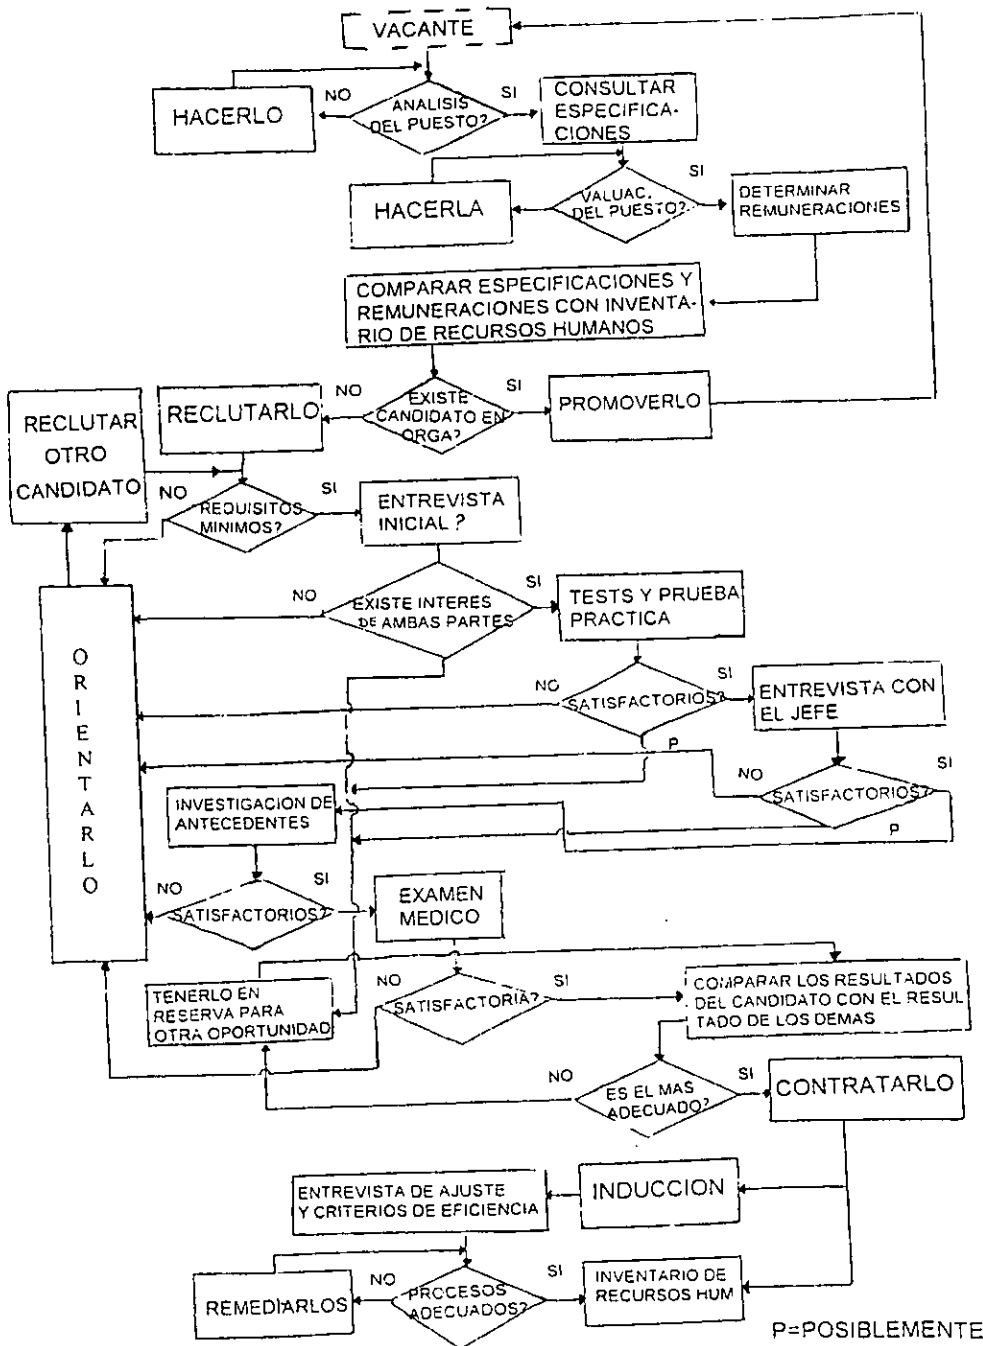 VACANTE
NO
ANALISIS
DEL PUESTO?
SI
HACERLO
CONSULTAR
ESPECIFICA-
CIONES
HACERLA
VALUAC.
DEL PUESTO?
SI
DETERMINAR
REMUNERACIONES
COMPARAR ESPECIFICACIONES Y
REMUNERACIONES CON INVENTA-
RIO DE RECURSOS HUMANOS
NO
EXISTE
CANDIDATO EN
ORGA?
SI
PROMOVERLO
RECLUTARLO
RECLUTAR
OTRO
CANDIDATO
NO
REQUISITOS
MINIMOS?
SI
ENTREVISTA
INICIAL ?
NO
EXISTE INTERES
DE AMBAS PARTES
SI
TESTS Y PRUEBA
PRACTICA
ORIENTARLO
NO
SATISFACTORIOS?
SI
ENTREVISTA CON
EL JEFE
P
NO
SATISFACTORIOS?
SI
P
INVESTIGACION DE
ANTECEDENTES
NO
SATISFACTORIOS?
SI
EXAMEN
MEDICO
TENERLO EN
RESERVA PARA
OTRA OPORTUNIDAD
NO
SATISFACTORIA?
SI
COMPARAR LOS RESULTADOS
DEL CANDIDATO CON EL RESUL
TADO DE LOS DEMAS
NO
ES EL MAS
ADECUADO?
SI
CONTRATARLO
ENTREVISTA DE AJUSTE
Y CRITERIOS DE EFICIENCIA
INDUCCION
REMEDIARLOS
NO
PROCESOS
ADECUADOS?
SI
INVENTARIO DE
RECURSOS HUM
P=POSIBLEMENTE